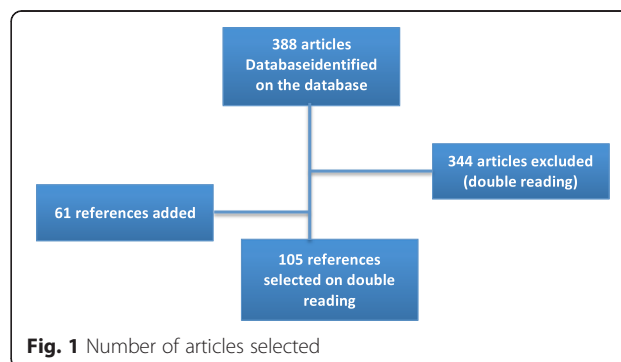 388 articles
Databaseidentified
on the database
344 articles excluded
(double reading)
61 references added
105 references
selected on double
reading
Fig. 1 Number of articles selected